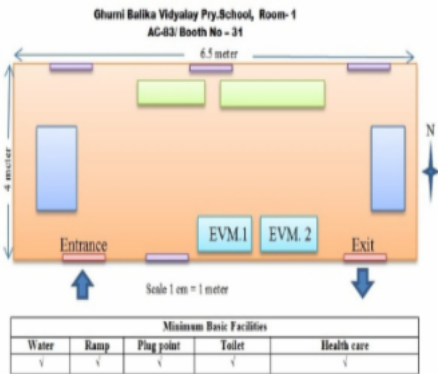 Ghurni Balika Vidyalay Pry.School, Room- 1
AC-83/ Booth No – 31
6.5 meter
4 meter
N
EVM.1 EVM. 2
Entrance Exit
Scale 1 cm = 1 meter
Minimum Basic Facilities
Water Ramp Plug point Toilet Health care
√ √ √ √ √